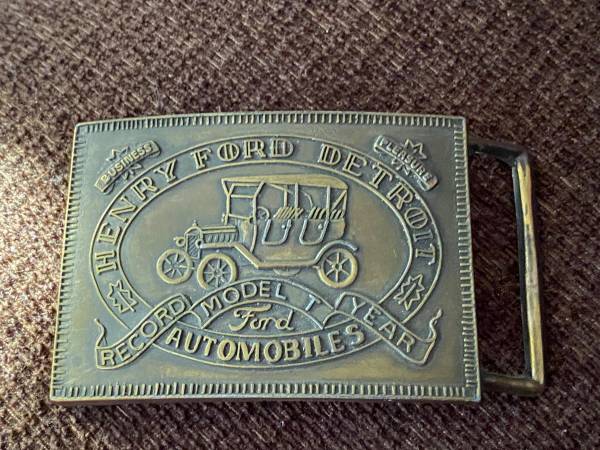 BUSINESS
PLEASURE
HENRY FORD DETROIT
RECORD MODEL T YEAR
Ford
AUTOMOBILES